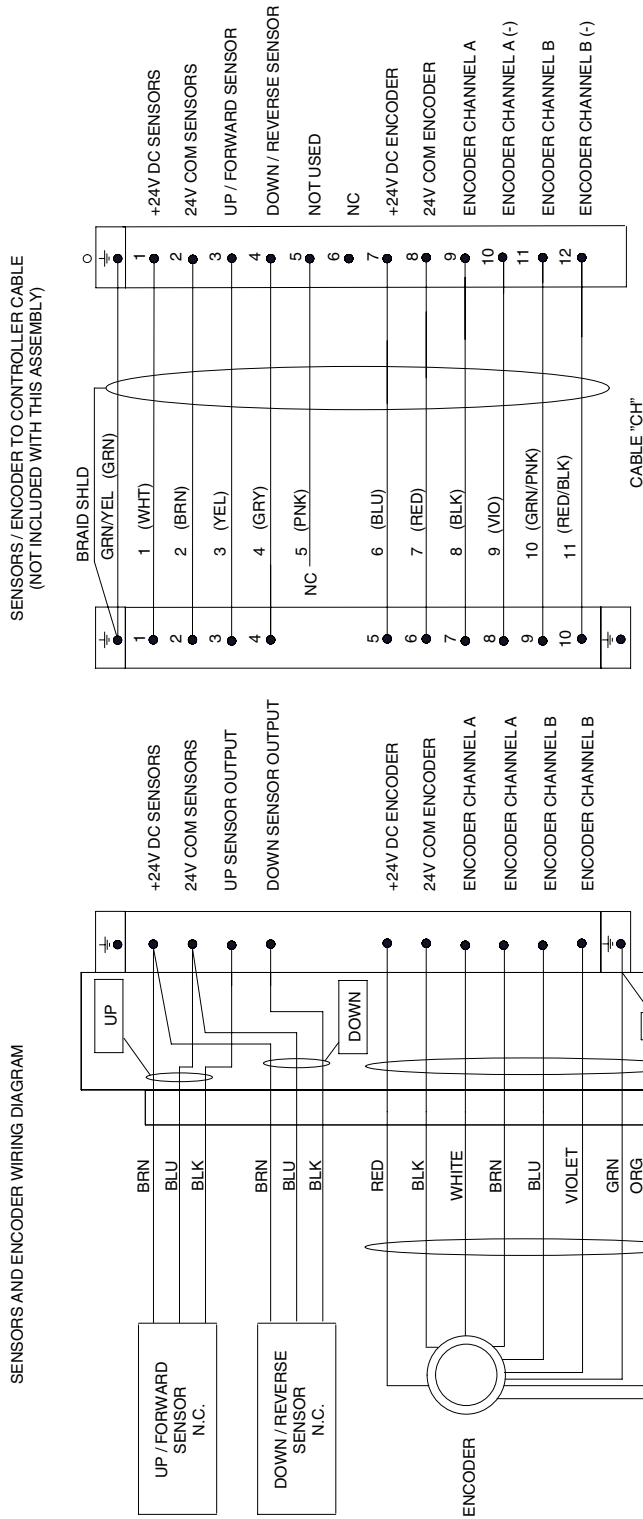 SENSORS AND ENCODER WIRING DIAGRAM
UP / FORWARD
SENSOR
N.C.
DOWN / REVERSE
SENSOR
N.C.
ENCODER
BRN
BLU
BLK
BRN
BLU
BLK
RED
BLK
WHITE
BRN
BLU
VIOLET
GRN
ORG
UP
DOWN
+24V DC SENSORS
24V COM SENSORS
UP SENSOR OUTPUT
DOWN SENSOR OUTPUT
+24V DC ENCODER
24V COM ENCODER
ENCODER CHANNEL A
ENCODER CHANNEL A
ENCODER CHANNEL B
ENCODER CHANNEL B
SENSORS / ENCODER TO CONTROLLER CABLE
(NOT INCLUDED WITH THIS ASSEMBLY)
1
2
3
4
5
6
7
8
9
10
BRAID SHLD
GRN/YEL (GRN)
1 (WHT)
2 (BRN)
3 (YEL)
4 (GRY)
NC 5 (PNK)
6 (BLU)
7 (RED)
8 (BLK)
9 (VIO)
10 (GRN/PNK)
11 (RED/BLK)
CABLE "CH"
1
2
3
4
5
6
7
8
9
10
11
12
+24V DC SENSORS
24V COM SENSORS
UP / FORWARD SENSOR
DOWN / REVERSE SENSOR
NOT USED
NC
+24V DC ENCODER
24V COM ENCODER
ENCODER CHANNEL A
ENCODER CHANNEL A (-)
ENCODER CHANNEL B
ENCODER CHANNEL B (-)